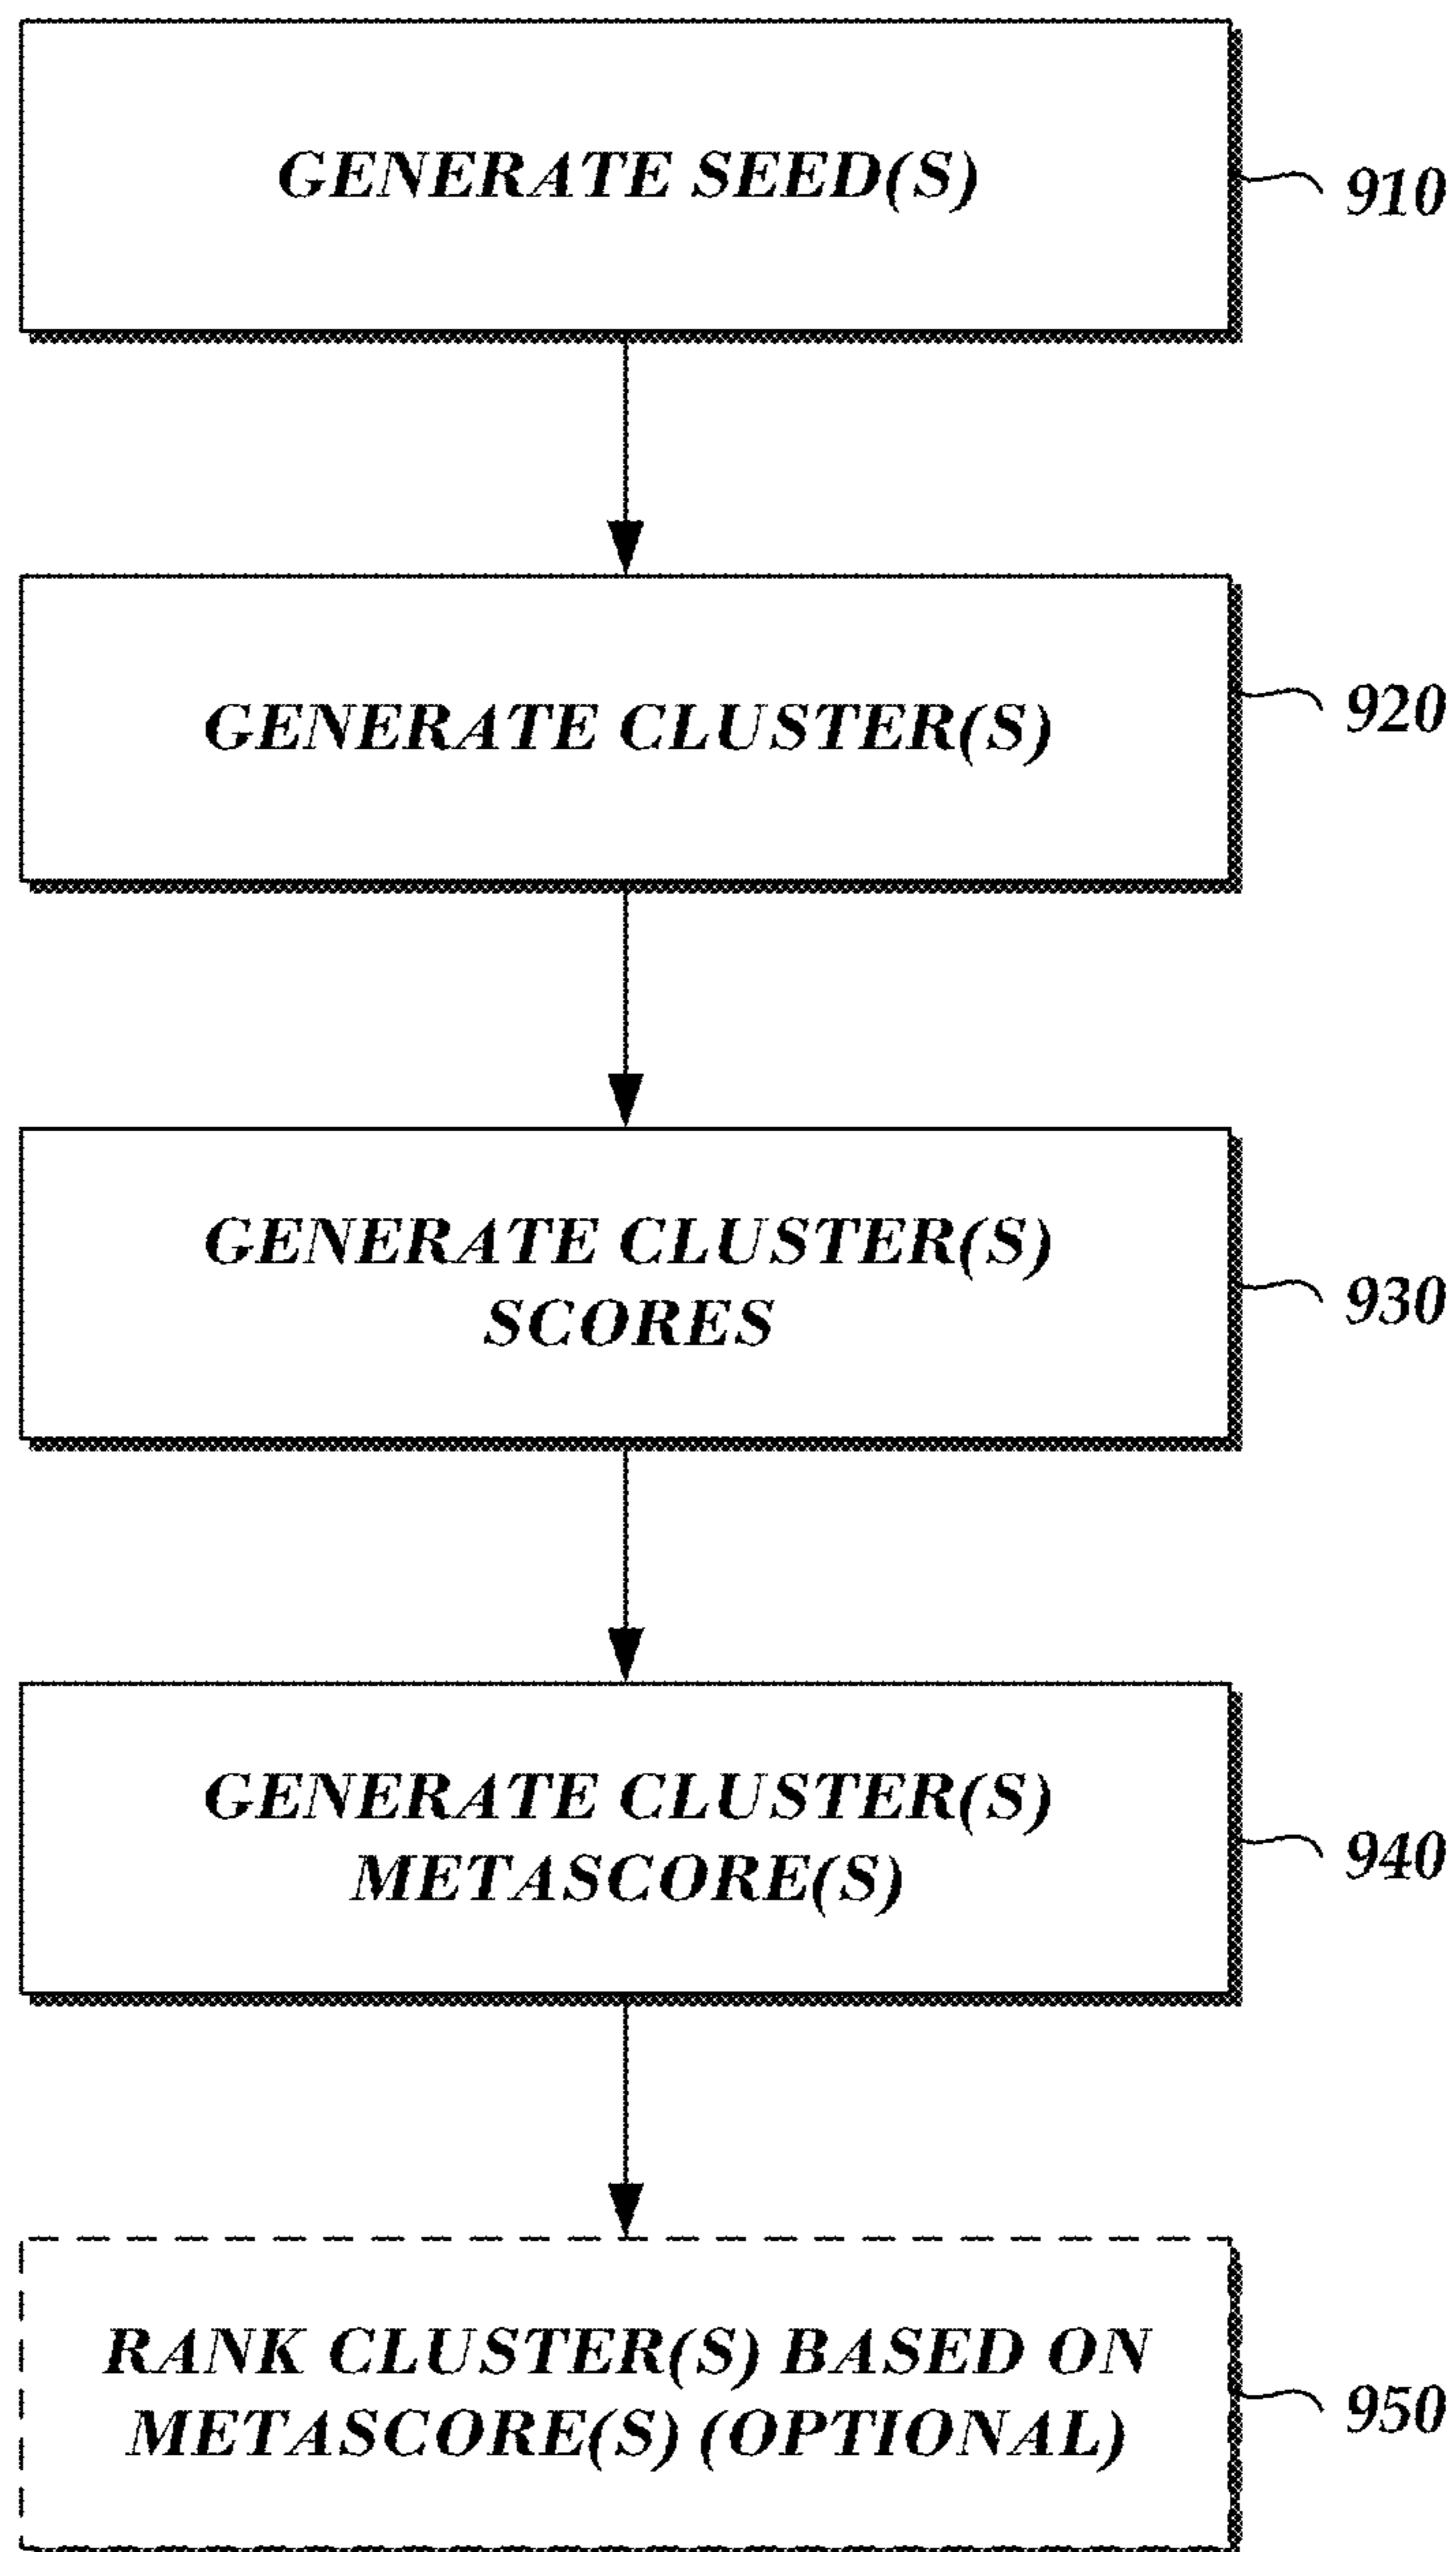 GENERATE SEED(S)
910
GENERATE CLUSTER(S)
920
GENERATE CLUSTER(S)
SCORES
930
GENERATE CLUSTER(S)
METASCORE(S)
940
RANK CLUSTER(S) BASED ON
METASCORE(S) (OPTIONAL)
950